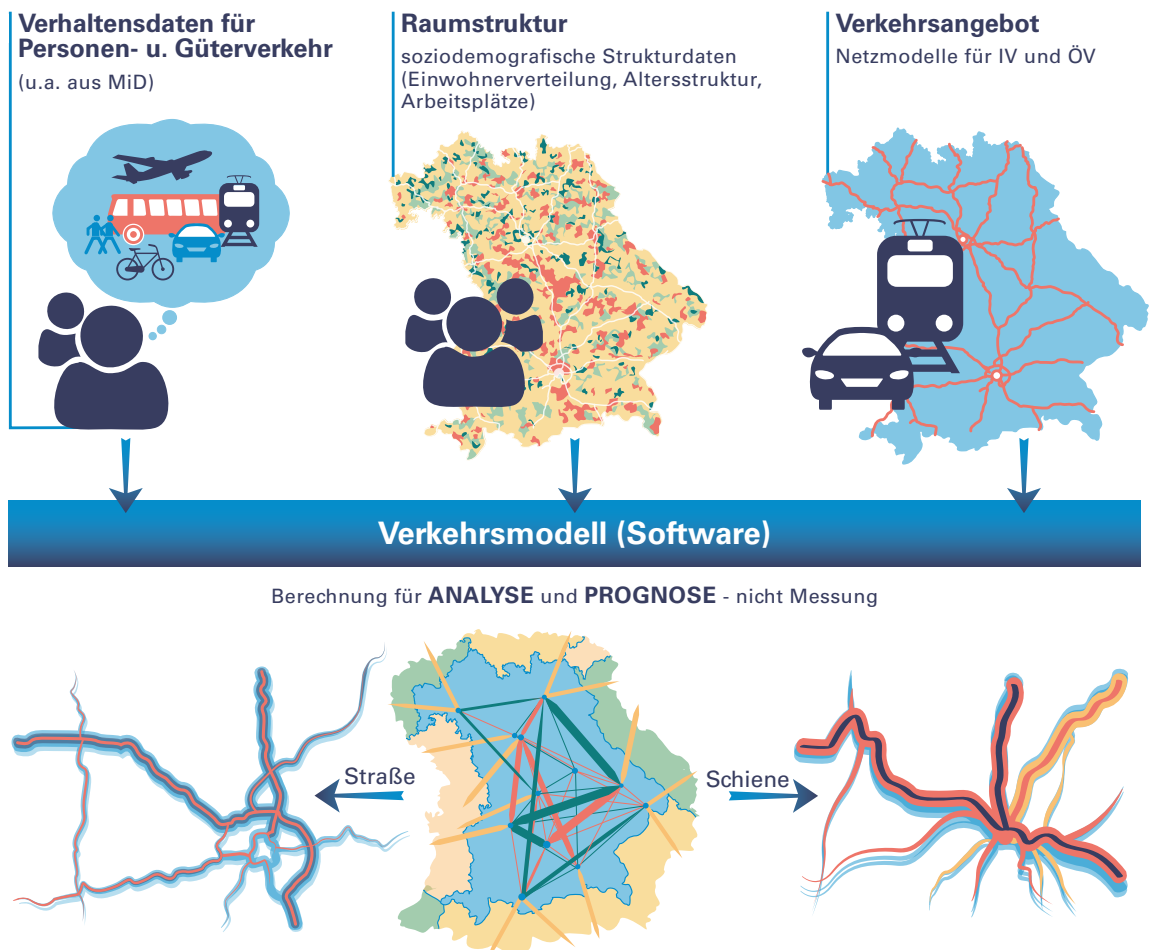 Verhaltensdaten für
Personen- u. Güterverkehr
(u.a. aus MiD)
Raumstruktur
soziodemografische Strukturdaten
(Einwohnerverteilung, Altersstruktur,
Arbeitsplätze)
Verkehrsangebot
Netzmodelle für IV und ÖV
Verkehrsmodell (Software)
Berechnung für ANALYSE und PROGNOSE - nicht Messung
Straße
Schiene